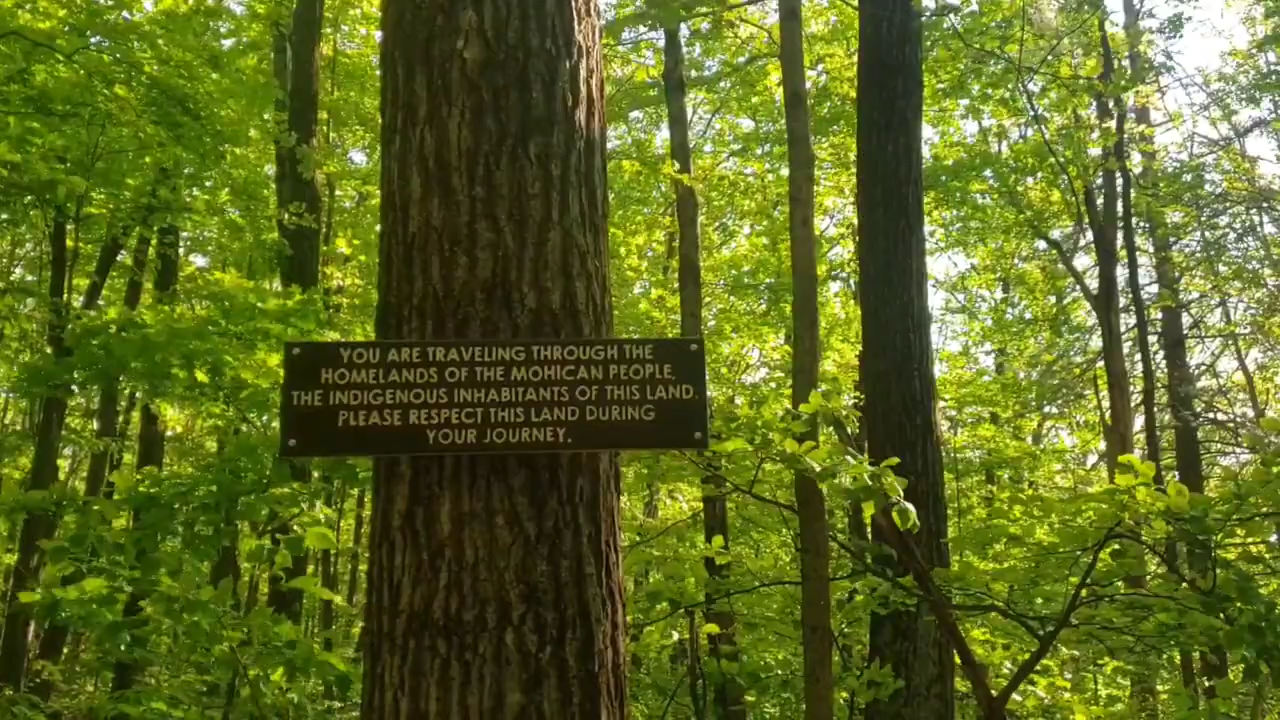 YOU ARE TRAVELING THROUGH THE
HOMELANDS OF THE MOHICAN PEOPLE,
THE INDIGENOUS INHABITANTS OF THIS LAND.
PLEASE RESPECT THIS LAND DURING
YOUR JOURNEY.